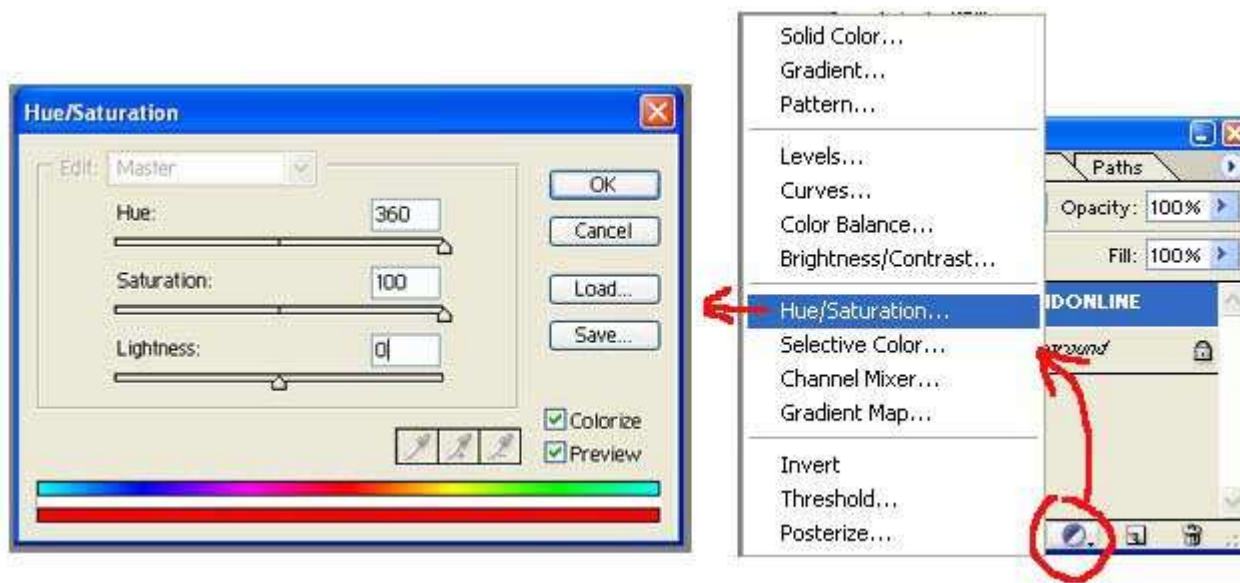 Hue/Saturation
Edit: Master
Hue: 360
Saturation: 100
Lightness: 0
OK
Cancel
Load...
Save...
Colorize
Preview
Solid Color...
Gradient...
Pattern...
Levels...
Curves...
Color Balance...
Brightness/Contrast...
Hue/Saturation...
Selective Color...
Channel Mixer...
Gradient Map...
Invert
Threshold...
Posterize...
Paths
Opacity: 100%
Fill: 100%
IDONLINE